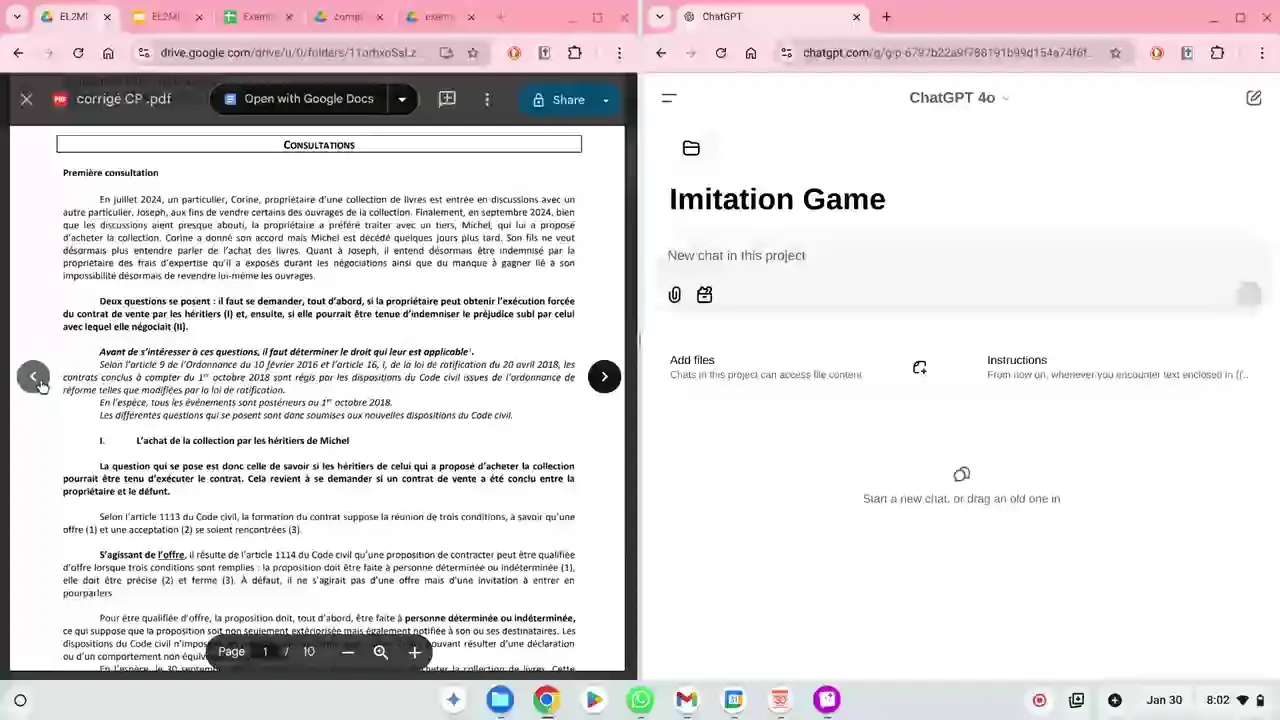 EL2MI
EL2MI
Exame
Comp
exem
ChatGPT
drive.google.com/drive/u/0/folders/
chatgpt.com/g/g-p-6797b22a9f788191b99d154a74f6f...
corrigé CP .pdf
Open with Google Docs
Share
ChatGPT 4o
CONSULTATIONS
Première consultation
En juillet 2024, un particulier, Corine, propriétaire d'une collection de livres est entrée en discussions avec un
autre particulier, Joseph, aux fins de vendre certains des ouvrages de la collection. Finalement, en septembre 2024, bien
que les discussions aient presque abouti, la propriétaire a préféré traiter avec un tiers, Michel, qui lui a proposé
d'acheter la collection. Corine a donné son accord mais Michel est décédé quelques jours plus tard. Son fils ne veut
désormais plus entendre parler de l'achat des livres. Quant à Joseph, il entend désormais être indemnisé par la
propriétaire des frais d'expertise qu'il a exposés durant les négociations ainsi que du manque à gagner lié à son
impossibilité désormais de revendre lui-même les ouvrages.
Deux questions se posent : il faut se demander, tout d'abord, si la propriétaire peut obtenir l'exécution forcée
du contrat de vente par les héritiers (I) et, ensuite, si elle pourrait être tenue d'indemniser le préjudice subi par celui
avec lequel elle négociait (II).
Avant de s'intéresser à ces questions, il faut déterminer le droit qui leur est applicable¹.
Selon l'article 9 de l'Ordonnance du 10 février 2016 et l'article 16, I, de la loi de ratification du 20 avril 2018, les
contrats conclus à compter du 1er octobre 2018 sont régis par les dispositions du Code civil issues de l'ordonnance de
réforme telles que modifiées par la loi de ratification.
En l'espèce, tous les événements sont postérieurs au 1er octobre 2018.
Les différentes questions qui se posent sont donc soumises aux nouvelles dispositions du Code civil.
I. L'achat de la collection par les héritiers de Michel
La question qui se pose est donc celle de savoir si les héritiers de celui qui a proposé d'acheter la collection
pourrait être tenu d'exécuter le contrat. Cela revient à se demander si un contrat de vente a été conclu entre la
propriétaire et le défunt.
Selon l'article 1113 du Code civil, la formation du contrat suppose la réunion de trois conditions, à savoir qu'une
offre (1) et une acceptation (2) se soient rencontrées (3).
S'agissant de l'offre, il résulte de l'article 1114 du Code civil qu'une proposition de contracter peut être qualifiée
d'offre lorsque trois conditions sont remplies : la proposition doit être faite à personne déterminée ou indéterminée (1),
elle doit être précise (2) et ferme (3). À défaut, il ne s'agirait pas d'une offre mais d'une invitation à entrer en
pourparlers
Pour être qualifiée d'offre, la proposition doit, tout d'abord, être faite à personne déterminée ou indéterminée,
ce qui suppose que la proposition soit non seulement extériorisée mais également notifiée à son ou ses destinataires. Les
dispositions du Code civil n'impos pouvant résulter d'une déclaration
ou d'un comportement non équiv
En l'espèce, le 30 septem cheter la collection de livres. Cette
Page 1 / 10
Imitation Game
New chat in this project
Add files
Chats in this project can access file content
Instructions
From now on, whenever you encounter text enclosed in ((..
Start a new chat, or drag an old one in
31
30
Jan 30
8:02